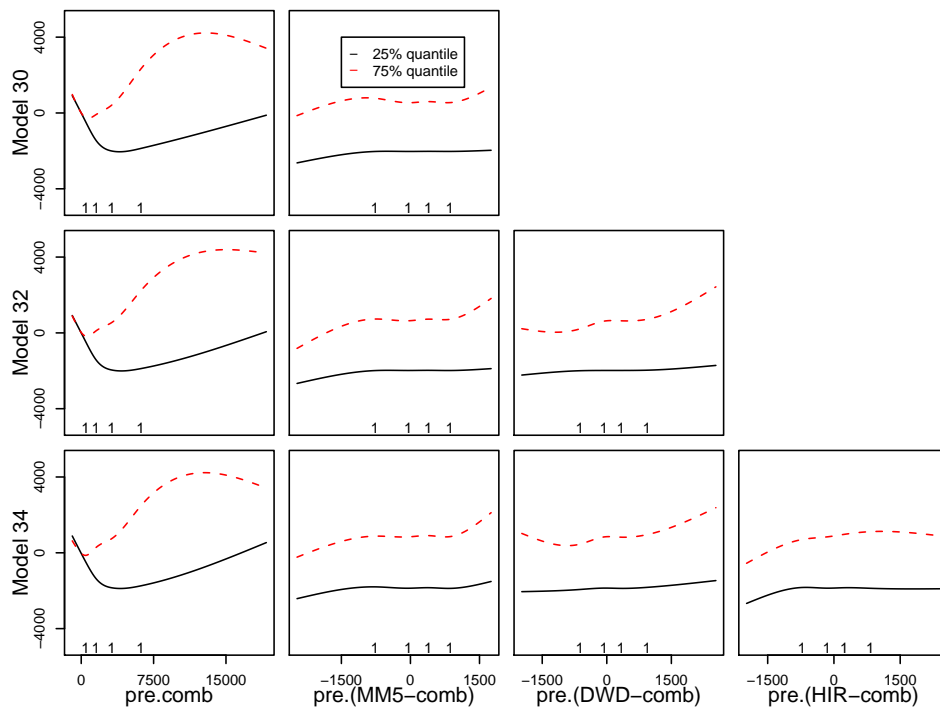 Model 30
4000
0
−4000
25% quantile
75% quantile
1 1 1 1
1 1 1 1
Model 32
4000
0
−4000
1 1 1 1
1 1 1 1
1 1 1 1
Model 34
4000
0
−4000
1 1 1 1
1 1 1 1
1 1 1 1
1 1 1 1
0 7500 15000
−1500 0 1500
−1500 0 1500
−1500 0 1500
pre.comb
pre.(MM5−comb)
pre.(DWD−comb)
pre.(HIR−comb)